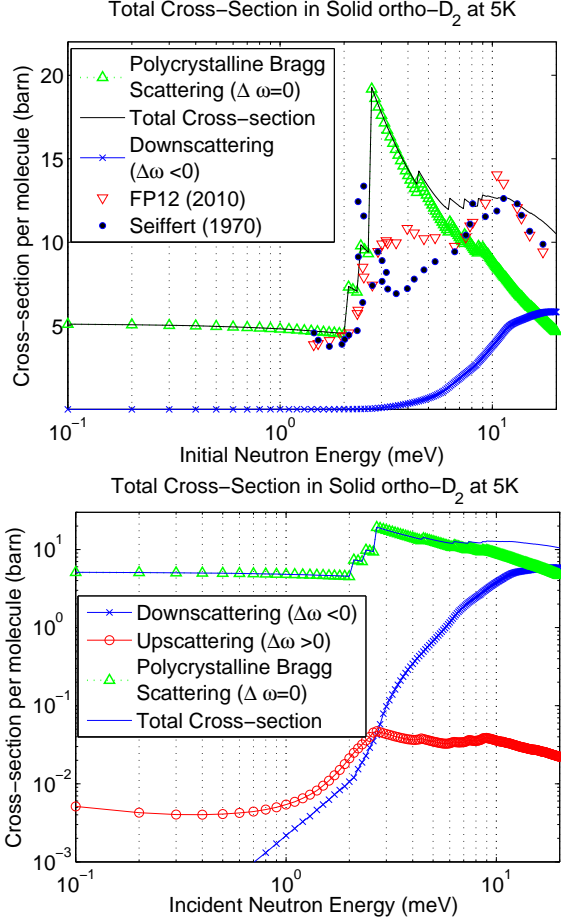 Total Cross−Section in Solid ortho−D2 at 5K
Cross−section per molecule (barn)
20
15
10
5
0
Polycrystalline Bragg
Scattering (Δ ω=0)
Total Cross−section
Downscattering
(Δω <0)
FP12 (2010)
Seiffert (1970)
10−1
100
101
Initial Neutron Energy (meV)
Total Cross−Section in Solid ortho−D2 at 5K
Cross−section per molecule (barn)
101
100
10−1
10−2
10−3
Downscattering (Δω <0)
Upscattering (Δω >0)
Polycrystalline Bragg
Scattering (Δ ω=0)
Total Cross−section
10−1
100
101
Incident Neutron Energy (meV)